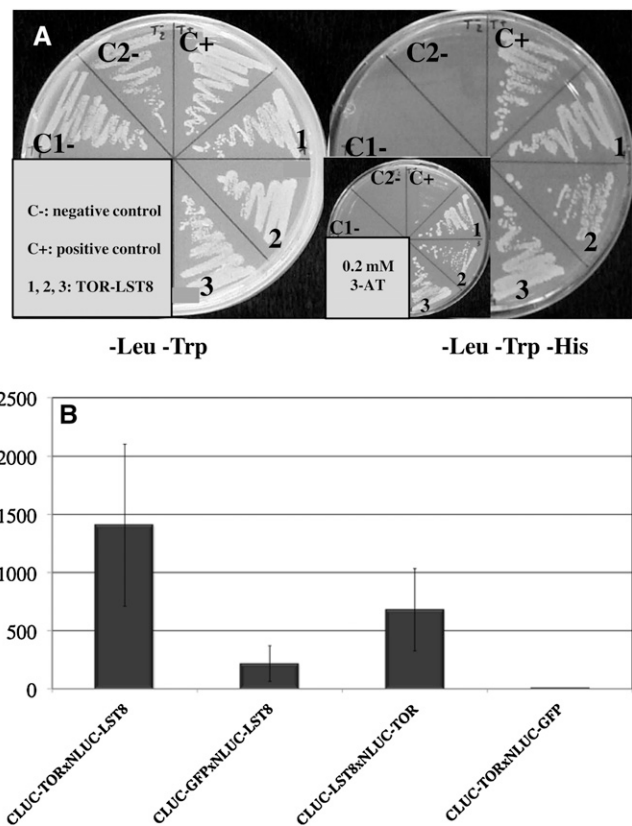 A
C2-
C+
C1-
1
2
3
C-: negative control
C+: positive control
1, 2, 3: TOR-LST8
C2-
C+
C1-
1
2
3
C2-
C+
C1-
1
2
3
0.2 mM
3-AT
-Leu -Trp
-Leu -Trp -His
B
2500
2000
1500
1000
500
0
CLUC-TORxNLUC-LST8
CLUC-GFPxNLUC-LST8
CLUC-LST8xNLUC-TOR
CLUC-TORxNLUC-GFP